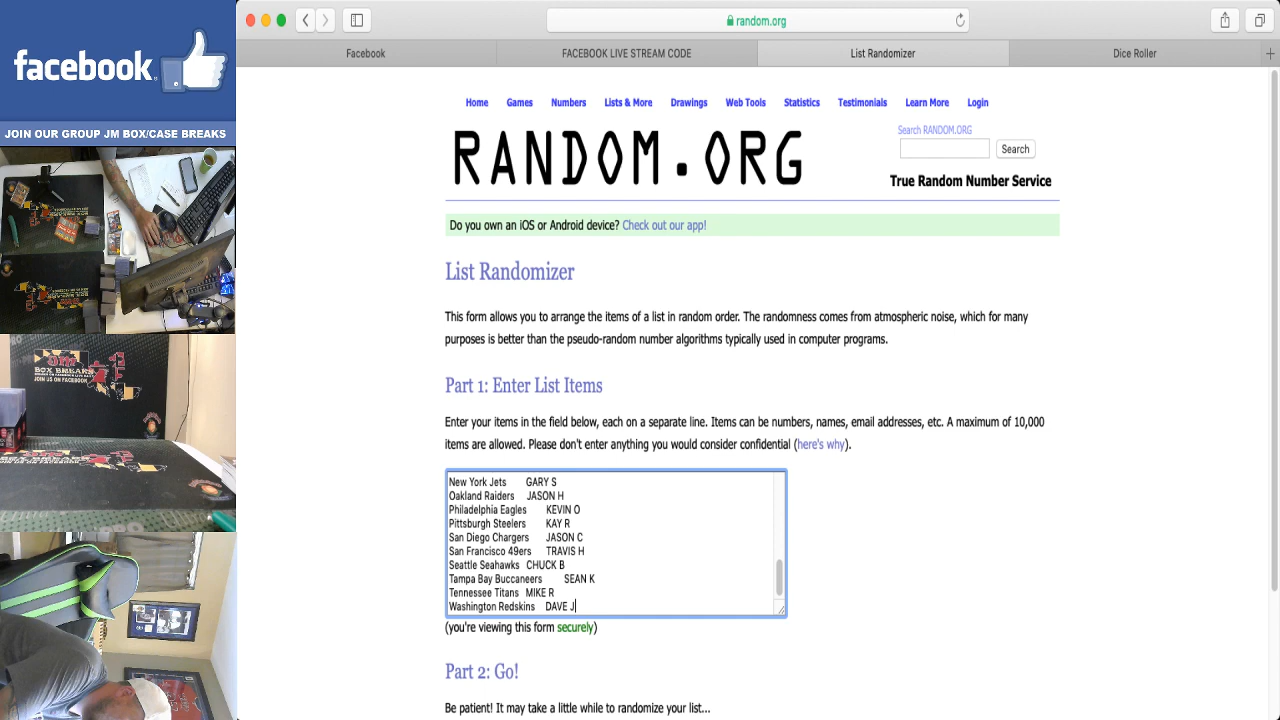 facebook
JOIN OUR GROUP BOX/CASE BREAKS
BOX BREAKS
JOIN US ON FACEBOOK
random.org
Facebook
FACEBOOK LIVE STREAM CODE
List Randomizer
Dice Roller
Home Games Numbers Lists & More Drawings Web Tools Statistics Testimonials Learn More Login
RANDOM.ORG
Search RANDOM.ORG
Search
True Random Number Service
Do you own an iOS or Android device? Check out our app!
List Randomizer
This form allows you to arrange the items of a list in random order. The randomness comes from atmospheric noise, which for many
purposes is better than the pseudo-random number algorithms typically used in computer programs.
Part 1: Enter List Items
Enter your items in the field below, each on a separate line. Items can be numbers, names, email addresses, etc. A maximum of 10,000
items are allowed. Please don't enter anything you would consider confidential (here's why).
New York Jets GARY S
Oakland Raiders JASON H
Philadelphia Eagles KEVIN O
Pittsburgh Steelers KAY R
San Diego Chargers JASON C
San Francisco 49ers TRAVIS H
Seattle Seahawks CHUCK B
Tampa Bay Buccaneers SEAN K
Tennessee Titans MIKE R
Washington Redskins DAVE J
(you're viewing this form securely)
Part 2: Go!
Be patient! It may take a little while to randomize your list...